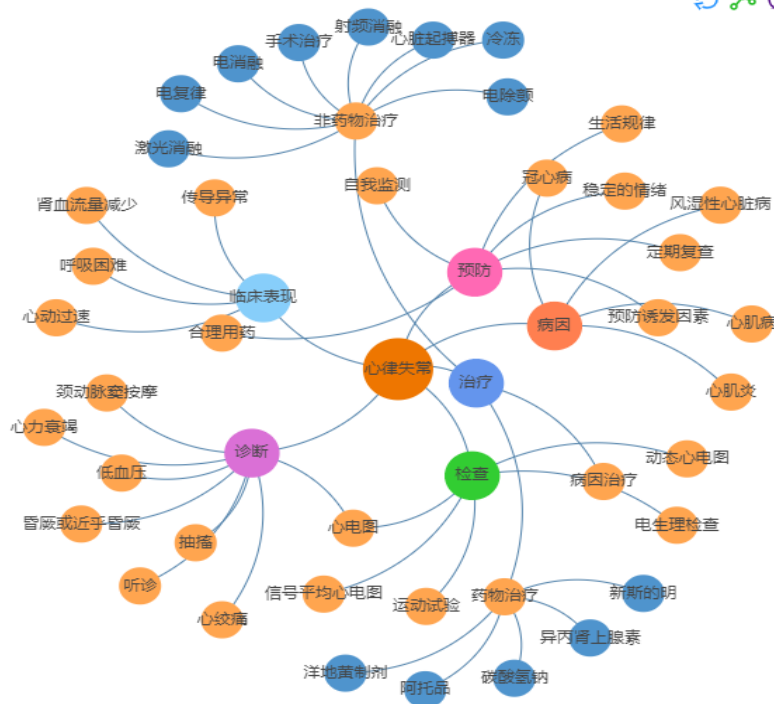 射频消融
手术治疗
心脏起搏器
冷冻
电消融
电复律
电除颤
非药物治疗
生活规律
激光消融
冠心病
自我监测
稳定的情绪
传导异常
肾血流量减少
风湿性心脏病
定期复查
呼吸困难
预防
临床表现
心动过速
预防诱发因素
心肌病
病因
合理用药
心律失常
治疗
心肌炎
颈动脉窦按摩
心力衰竭
诊断
动态心电图
低血压
检查
病因治疗
昏厥或近乎昏厥
心电图
电生理检查
抽搐
听诊
信号平均心电图
药物治疗
新斯的明
运动试验
心绞痛
异丙肾上腺素
洋地黄制剂
碳酸氢钠
阿托品